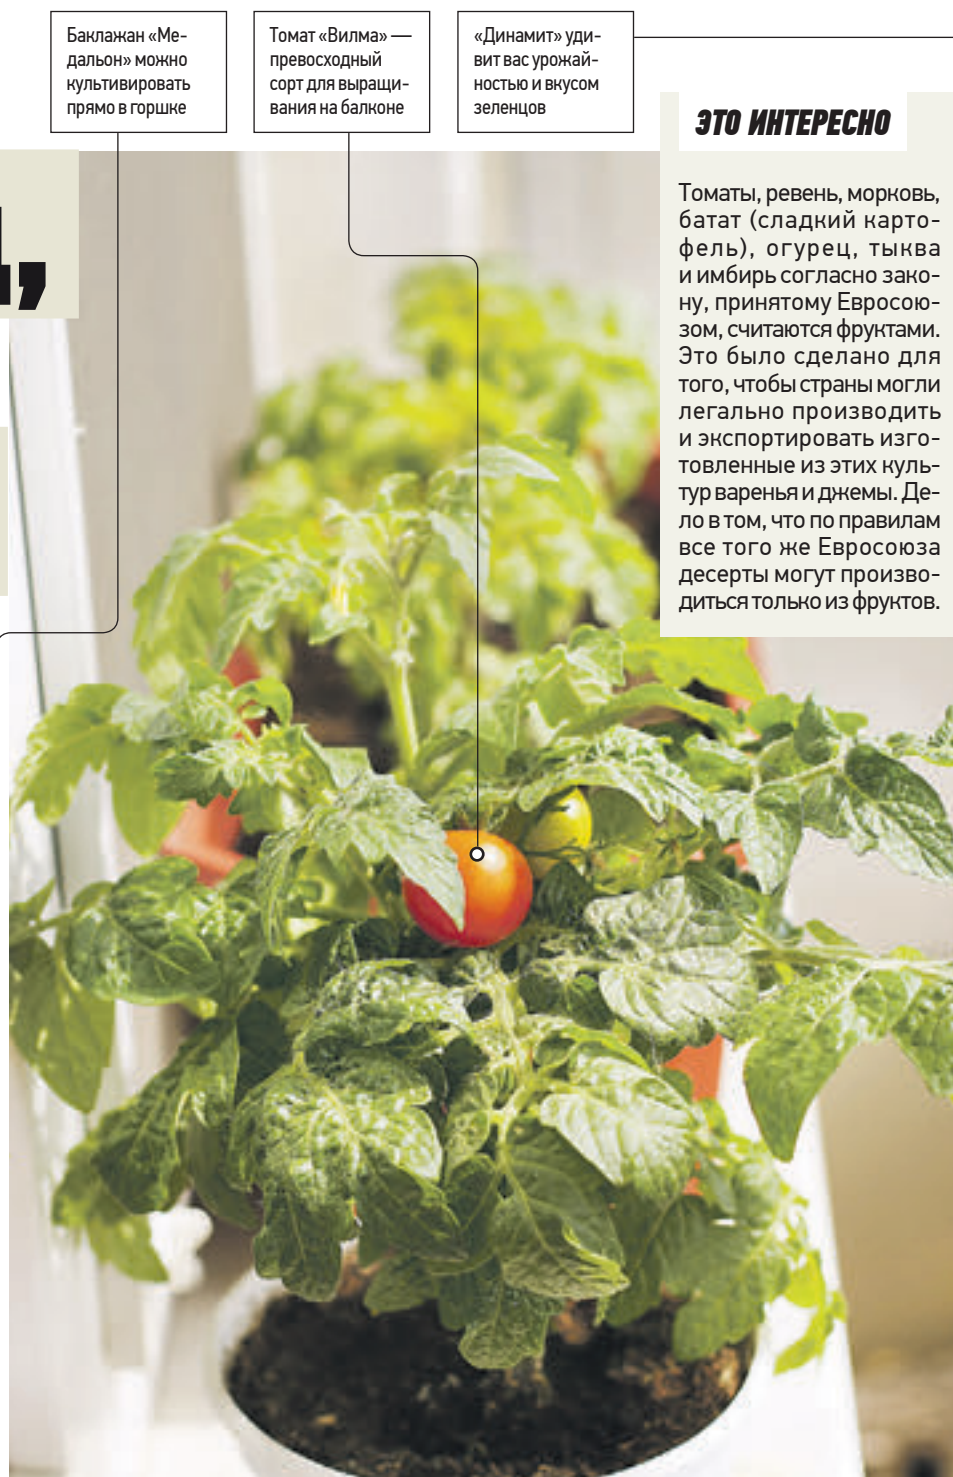 Баклажан «Ме-
дальон» можно
культивировать
прямо в горшке
Томат «Вилма» —
превосходный
сорт для выращи-
вания на балконе
«Динамит» уди-
вит вас урожай-
ностью и вкусом
зеленцов
ЭТО ИНТЕРЕСНО
Томаты, ревень, морковь,
батат (сладкий карто-
фель), огурец, тыква
и имбирь согласно зако-
ну, принятому Евросою-
зом, считаются фруктами.
Это было сделано для
того, чтобы страны могли
легально производить
и экспортировать изго-
товленные из этих куль-
тур варенья и джемы. Де-
ло в том, что по правилам
все того же Евросоюза
десерты могут произво-
диться только из фруктов.